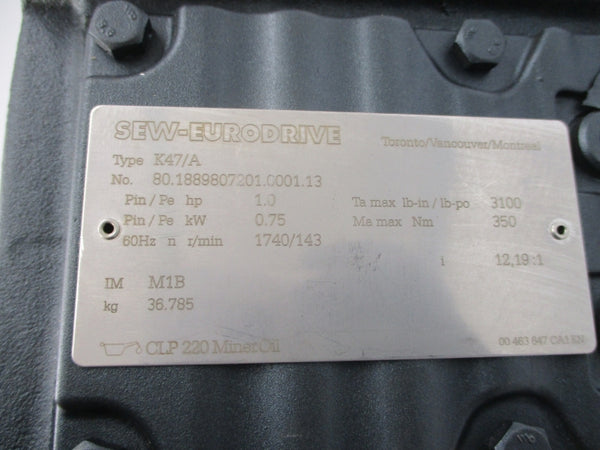 SEW-EURODRIVE Toronto/Vancouver/Montreal
Type K47/A
No. 80.1889807201.0001.13
Pin/Pe hp 1.0 Ta max lb-in/lb-po 3100
Pin/Pe kW 0.75 Ma max Nm 350
60Hz n r/min 1740/143
i 12,19 :1
IM M1B
kg 36.785
CLP 220 Miner.Oil 00 463 647 CA1 EN